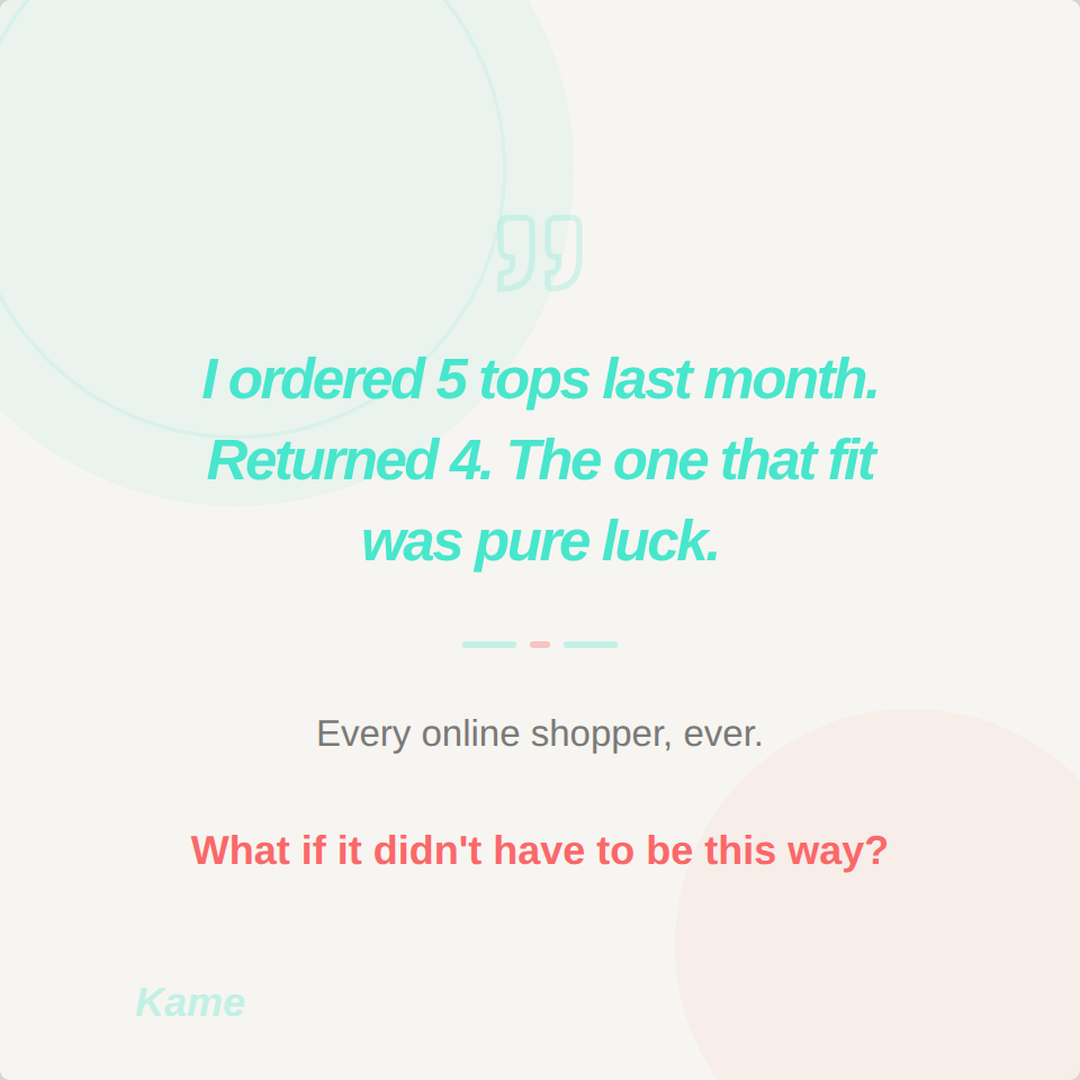 I ordered 5 tops last month.
Returned 4. The one that fit
was pure luck.
Every online shopper, ever.
What if it didn't have to be this way?
Kame